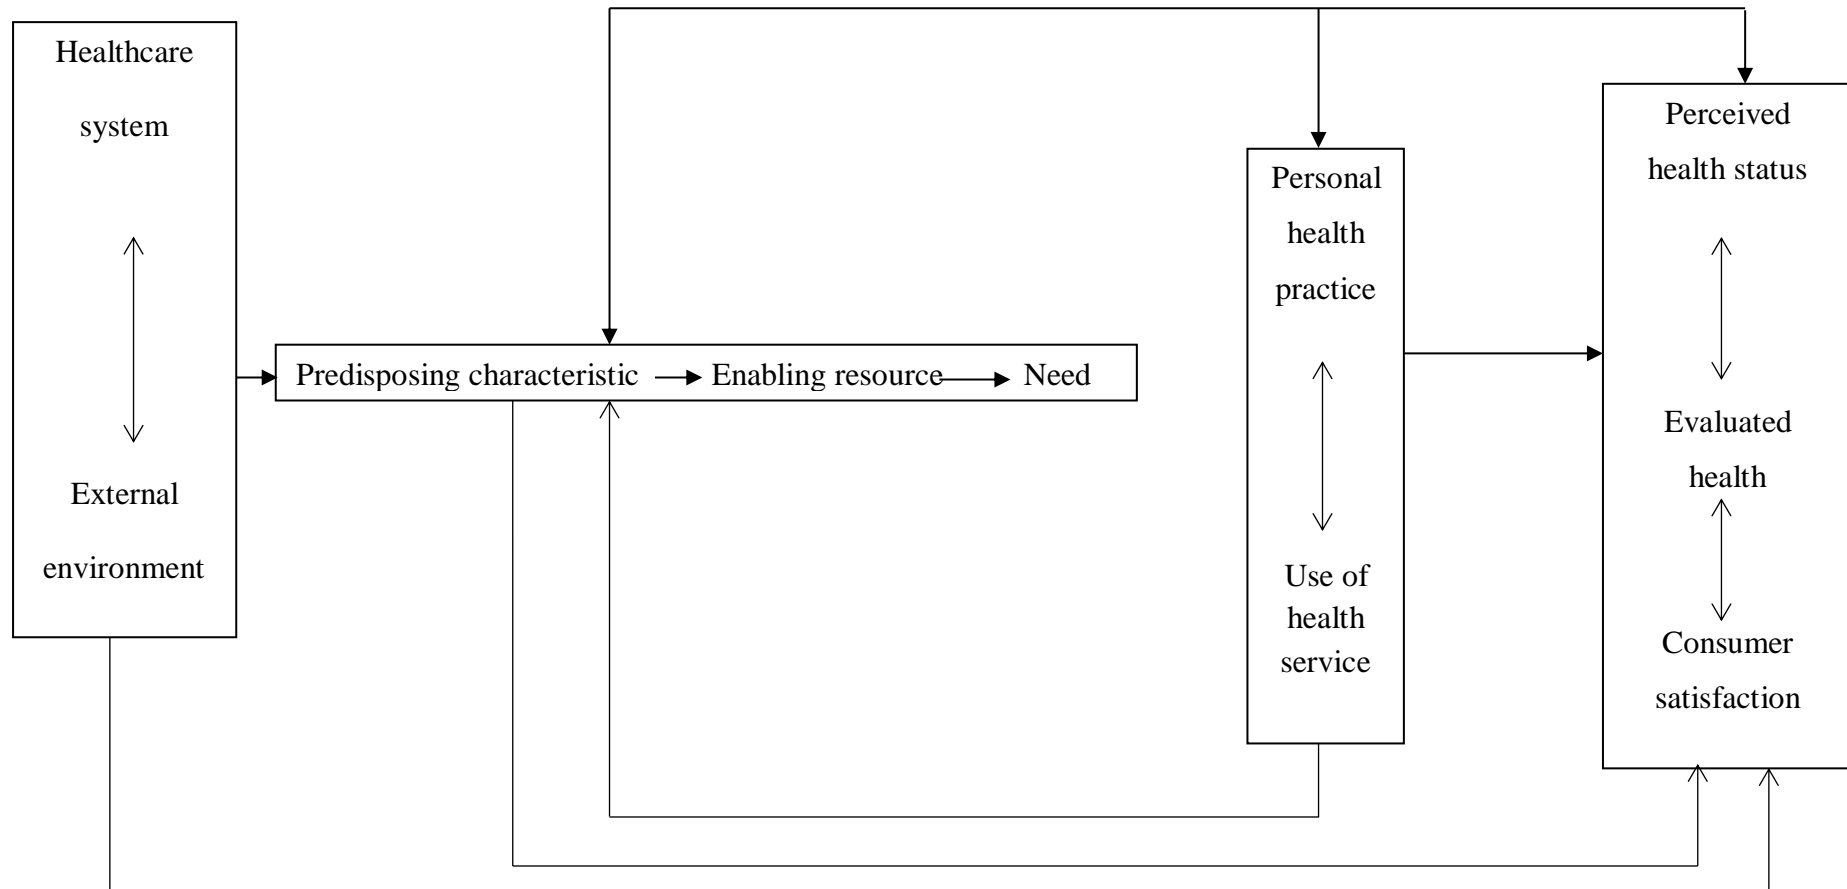 Healthcare
system
External
environment
Predisposing characteristic Enabling resource Need
Personal
health
practice
Use of
health
service
Perceived
health status
Evaluated
health
Consumer
satisfaction